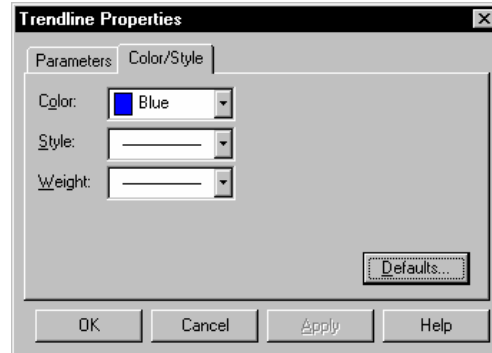 Trendline Properties
Parameters Color/Style
Color: Blue
Style:
Weight:
Defaults...
OK Cancel Apply Help